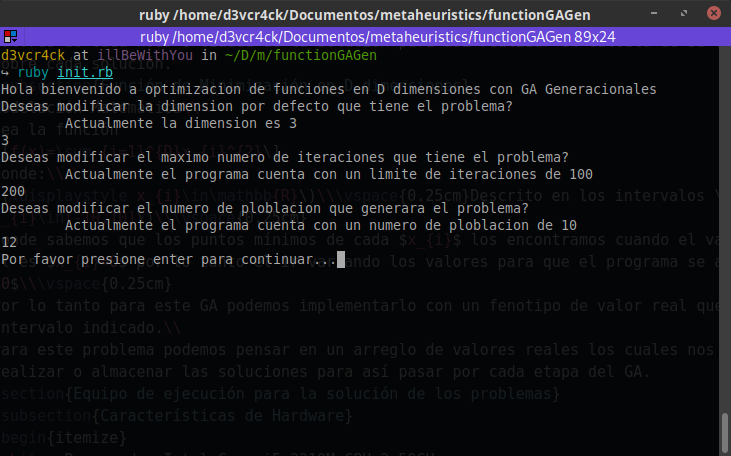 ruby /home/d3vcr4ck/Documentos/metaheuristics/functionGAGen
ruby /home/d3vcr4ck/Documentos/metaheuristics/functionGAGen 89x24
d3vcr4ck at illBeWithYou in ~/D/m/functionGAGen
↪ ruby init.rb
Hola bienvenido a optimizacion de funciones en D dimensiones con GA Generacionales
Deseas modificar la dimension por defecto que tiene el problema?
Actualmente la dimension es 3
3
Deseas modificar el maximo numero de iteraciones que tiene el problema?
Actualmente el programa cuenta con un limite de iteraciones de 100
200
Deseas modificar el numero de ploblacion que generara el problema?
Actualmente el programa cuenta con un numero de ploblacion de 10
12
Por favor presione enter para continuar...
0$\\\vspace{0.25cm}
or lo tanto para este GA podemos implementarlo con un fenotipo de valor real que
ntervalo indicado.\\
ara este problema podemos pensar en un arreglo de valores reales los cuales nos
ealizar o almacenar las soluciones para así pasar por cada etapa del GA.
section{Equipo de ejecución para la solución de los problemas}
subsection{Características de Hardware}
begin{itemize}